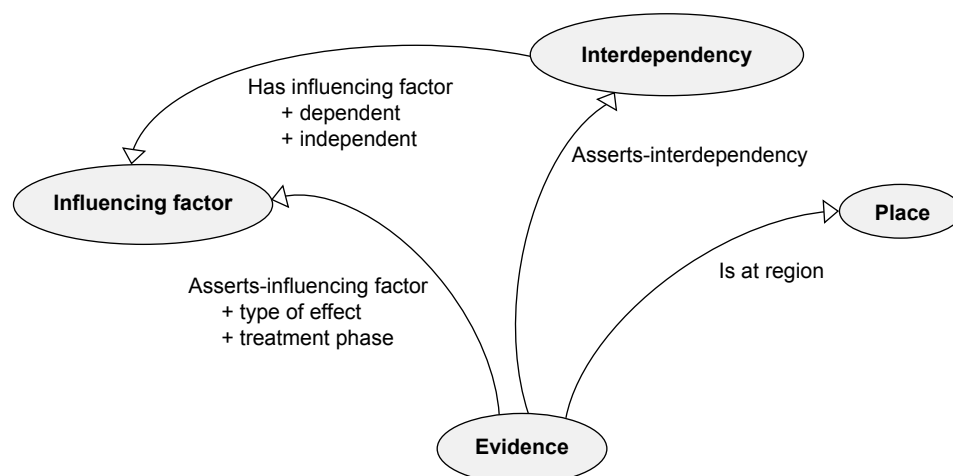 Interdependency
Has influencing factor
+ dependent
+ independent
Asserts-interdependency
Influencing factor
Place
Is at region
Asserts-influencing factor
+ type of effect
+ treatment phase
Evidence